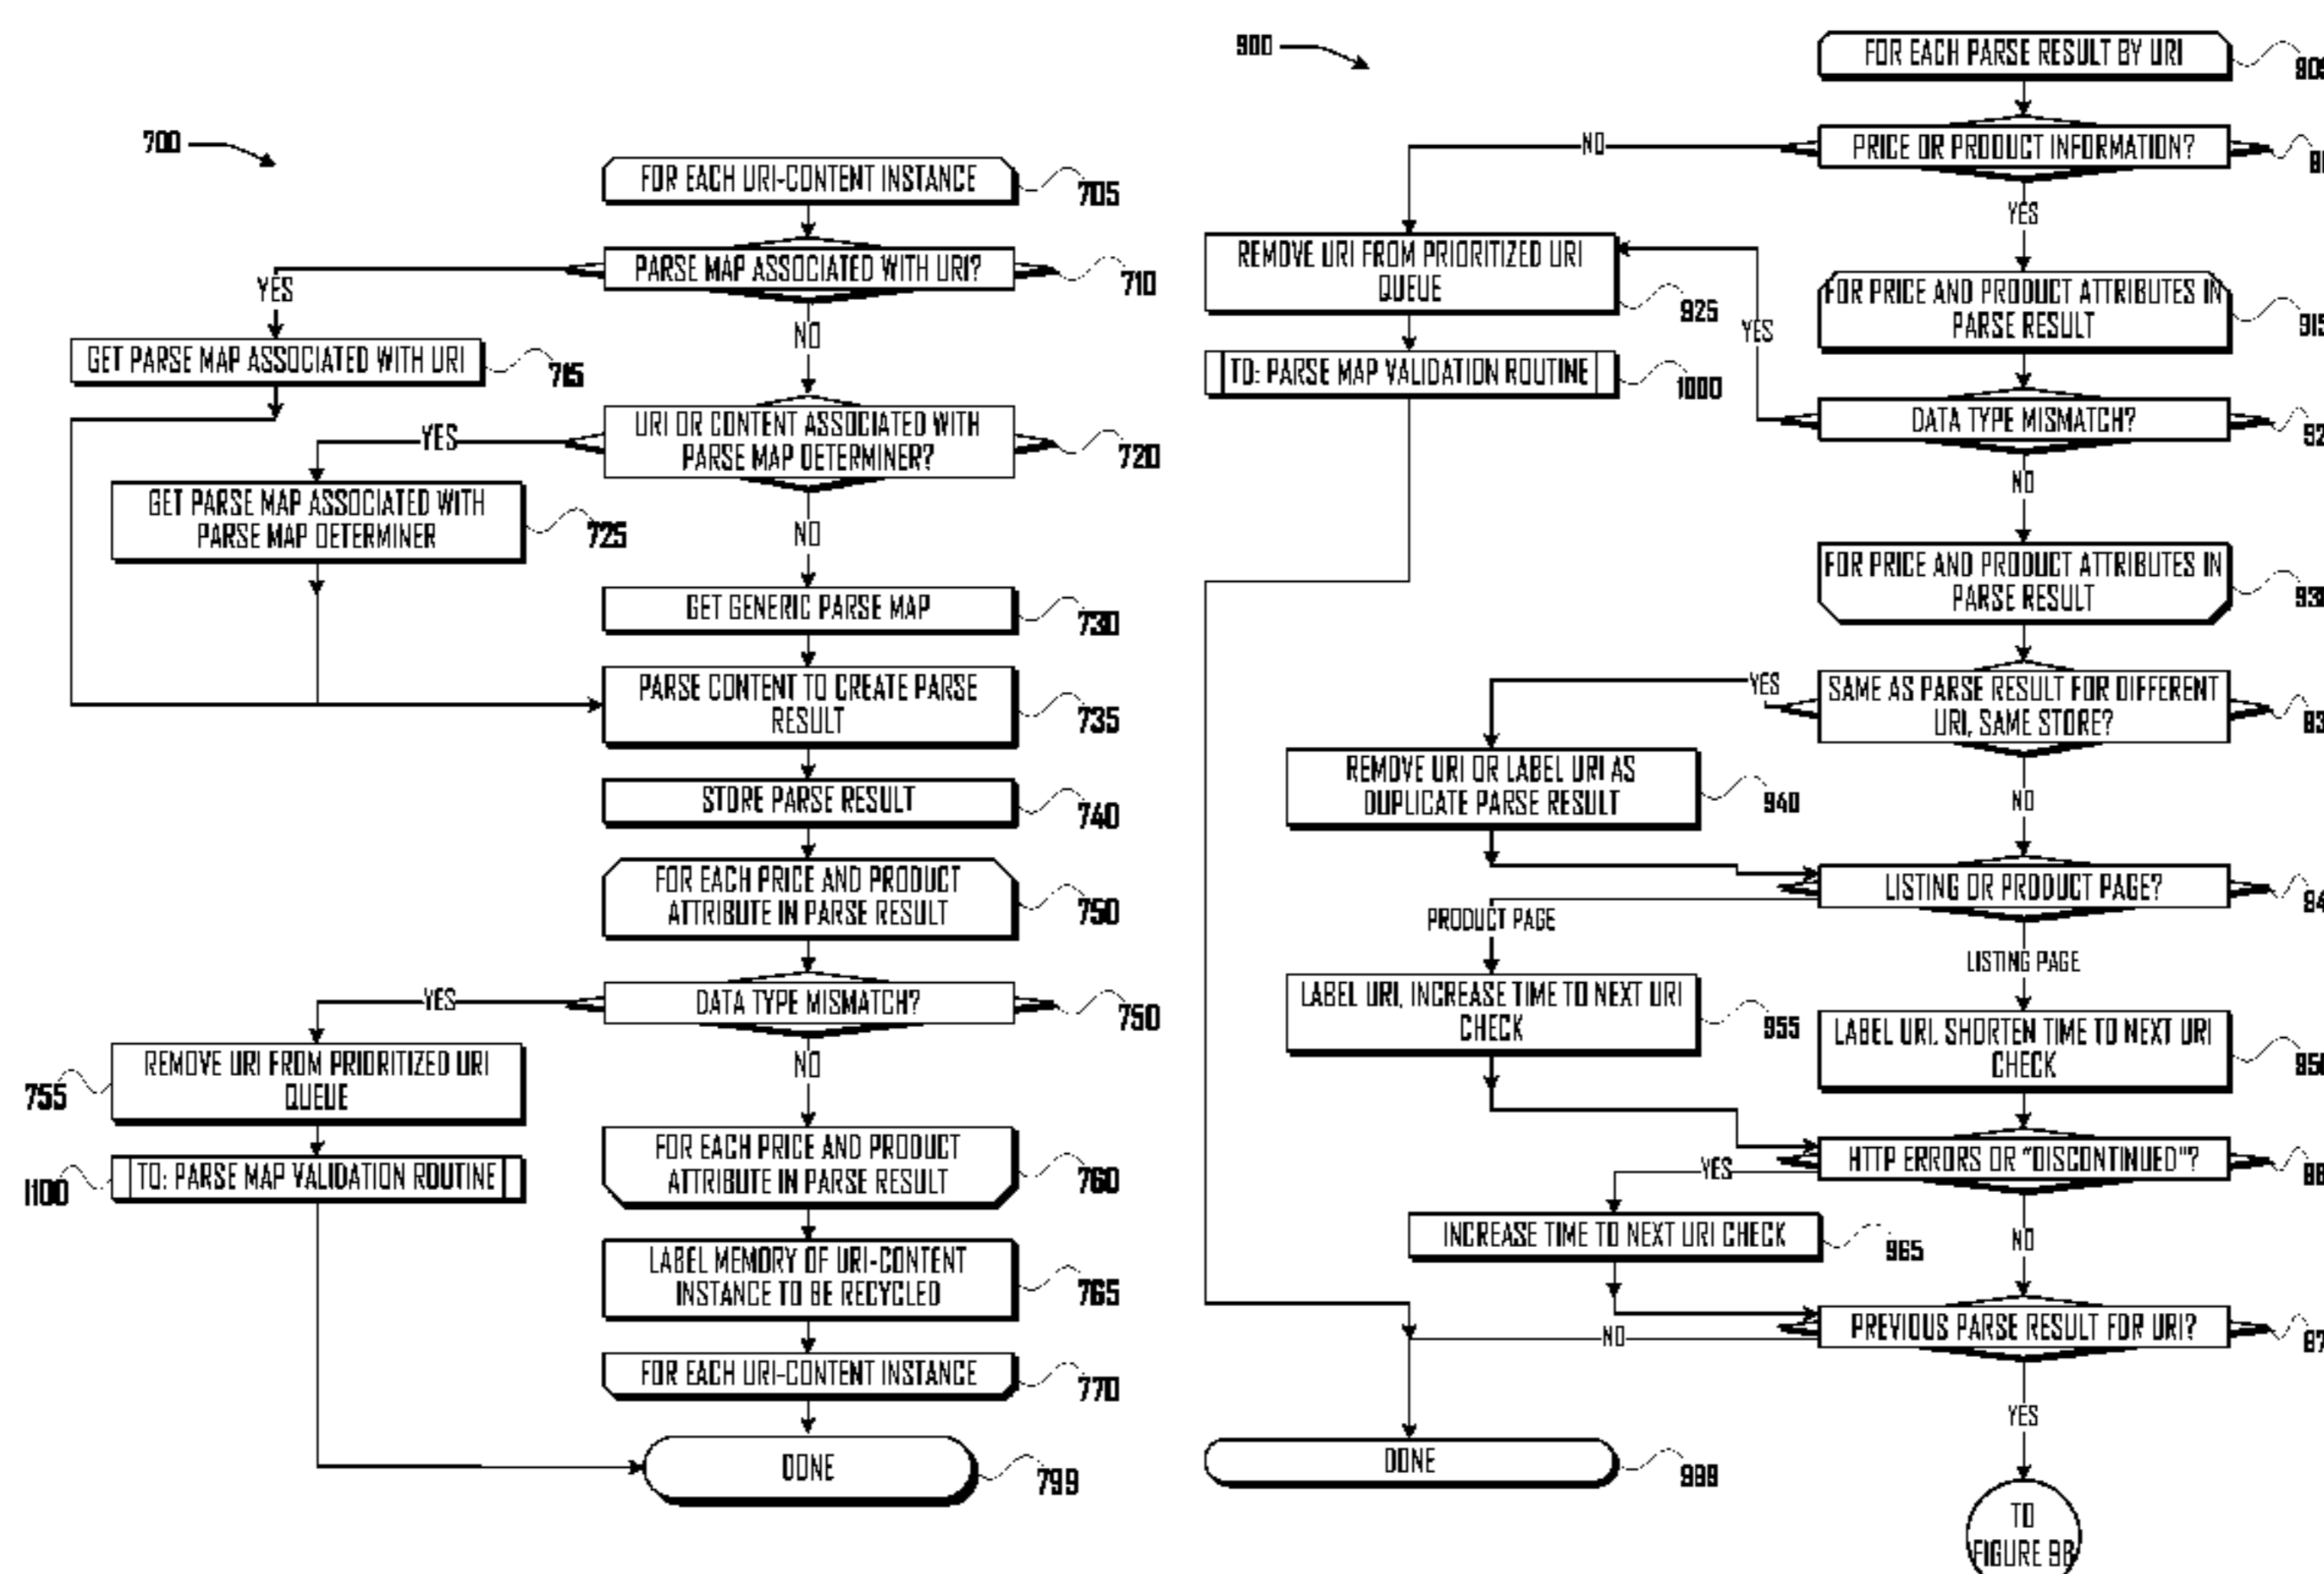 700
FOR EACH URI-CONTENT INSTANCE
705
PARSE MAP ASSOCIATED WITH URI?
710
YES
NO
GET PARSE MAP ASSOCIATED WITH URI
715
URI OR CONTENT ASSOCIATED WITH
PARSE MAP DETERMINER?
720
YES
NO
GET PARSE MAP ASSOCIATED WITH
PARSE MAP DETERMINER
725
GET GENERIC PARSE MAP
730
PARSE CONTENT TO CREATE PARSE
RESULT
735
STORE PARSE RESULT
740
FOR EACH PRICE AND PRODUCT
ATTRIBUTE IN PARSE RESULT
750
DATA TYPE MISMATCH?
750
YES
NO
REMOVE URI FROM PRIORITIZED URI
QUEUE
755
TO: PARSE MAP VALIDATION ROUTINE
1100
FOR EACH PRICE AND PRODUCT
ATTRIBUTE IN PARSE RESULT
760
LABEL MEMORY OF URI-CONTENT
INSTANCE TO BE RECYCLED
765
FOR EACH URI-CONTENT INSTANCE
770
DONE
799
900
FOR EACH PARSE RESULT BY URI
PRICE OR PRODUCT INFORMATION?
NO
YES
REMOVE URI FROM PRIORITIZED URI
QUEUE
925
TO: PARSE MAP VALIDATION ROUTINE
1000
FOR PRICE AND PRODUCT ATTRIBUTES IN
PARSE RESULT
DATA TYPE MISMATCH?
YES
NO
FOR PRICE AND PRODUCT ATTRIBUTES IN
PARSE RESULT
SAME AS PARSE RESULT FOR DIFFERENT
URI, SAME STORE?
YES
NO
REMOVE URI OR LABEL URI AS
DUPLICATE PARSE RESULT
940
LISTING OR PRODUCT PAGE?
PRODUCT PAGE
LISTING PAGE
LABEL URI, INCREASE TIME TO NEXT URI
CHECK
955
LABEL URI, SHORTEN TIME TO NEXT URI
CHECK
HTTP ERRORS OR "DISCONTINUED"?
YES
NO
INCREASE TIME TO NEXT URI CHECK
965
PREVIOUS PARSE RESULT FOR URI?
NO
YES
DONE
999
TO
FIGURE 9B